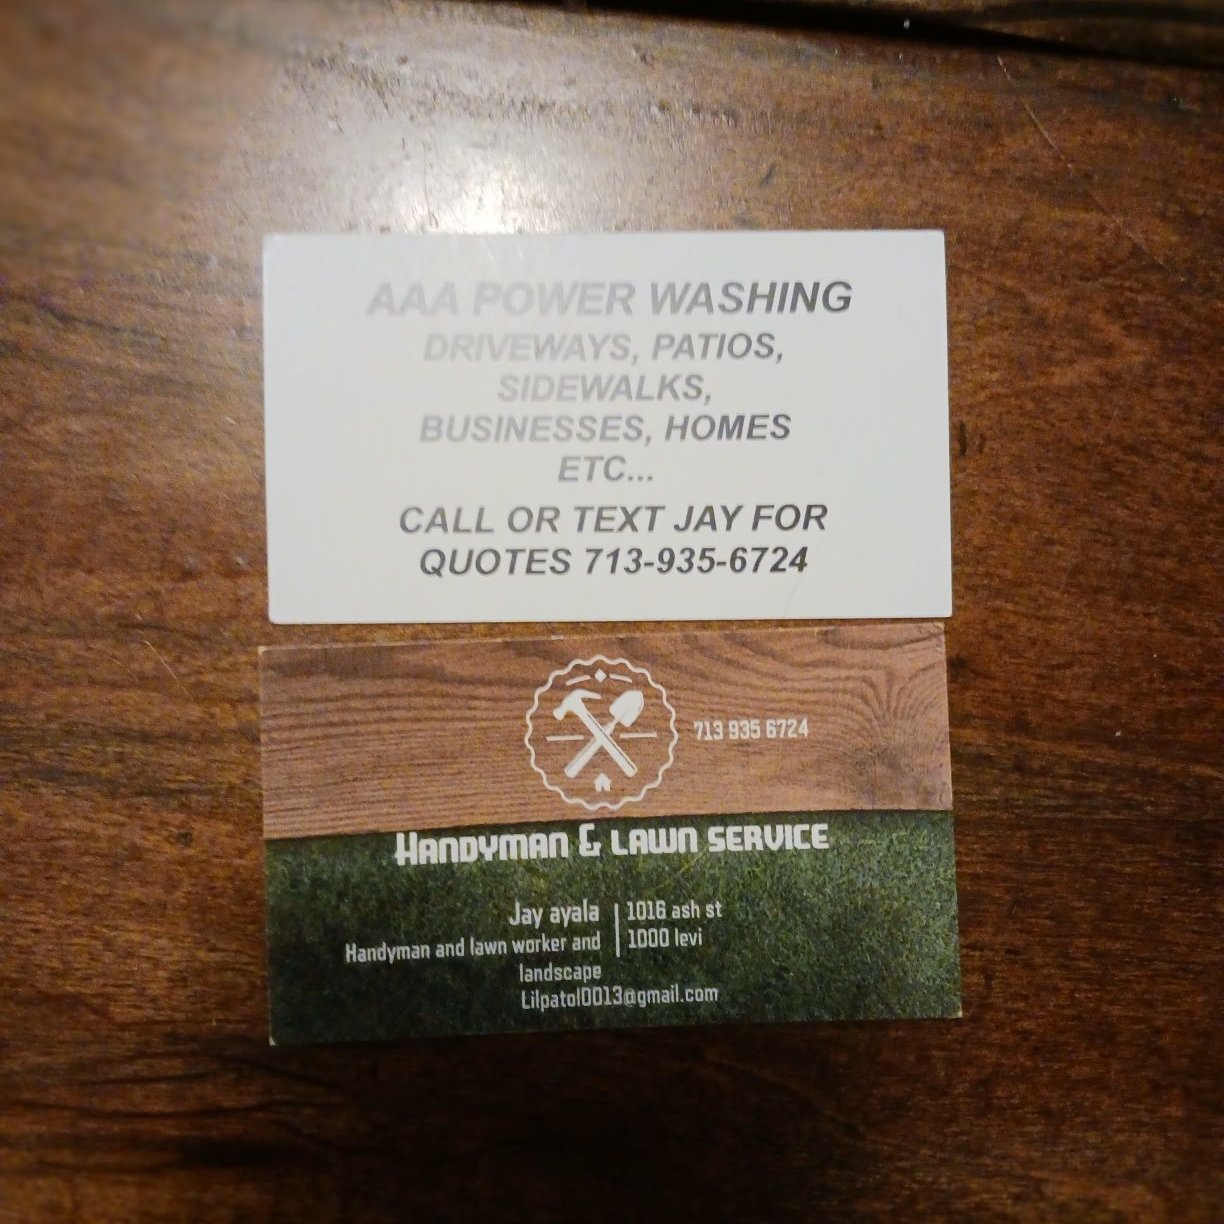 AAA POWER WASHING
DRIVEWAYS, PATIOS,
SIDEWALKS,
BUSINESSES, HOMES
ETC...
CALL OR TEXT JAY FOR
QUOTES 713-935-6724
713 935 6724
Handyman & lawn service
Jay ayala
Handyman and lawn worker and
landscape
1016 ash st
1000 levi
Lilpatol0013@gmail.com